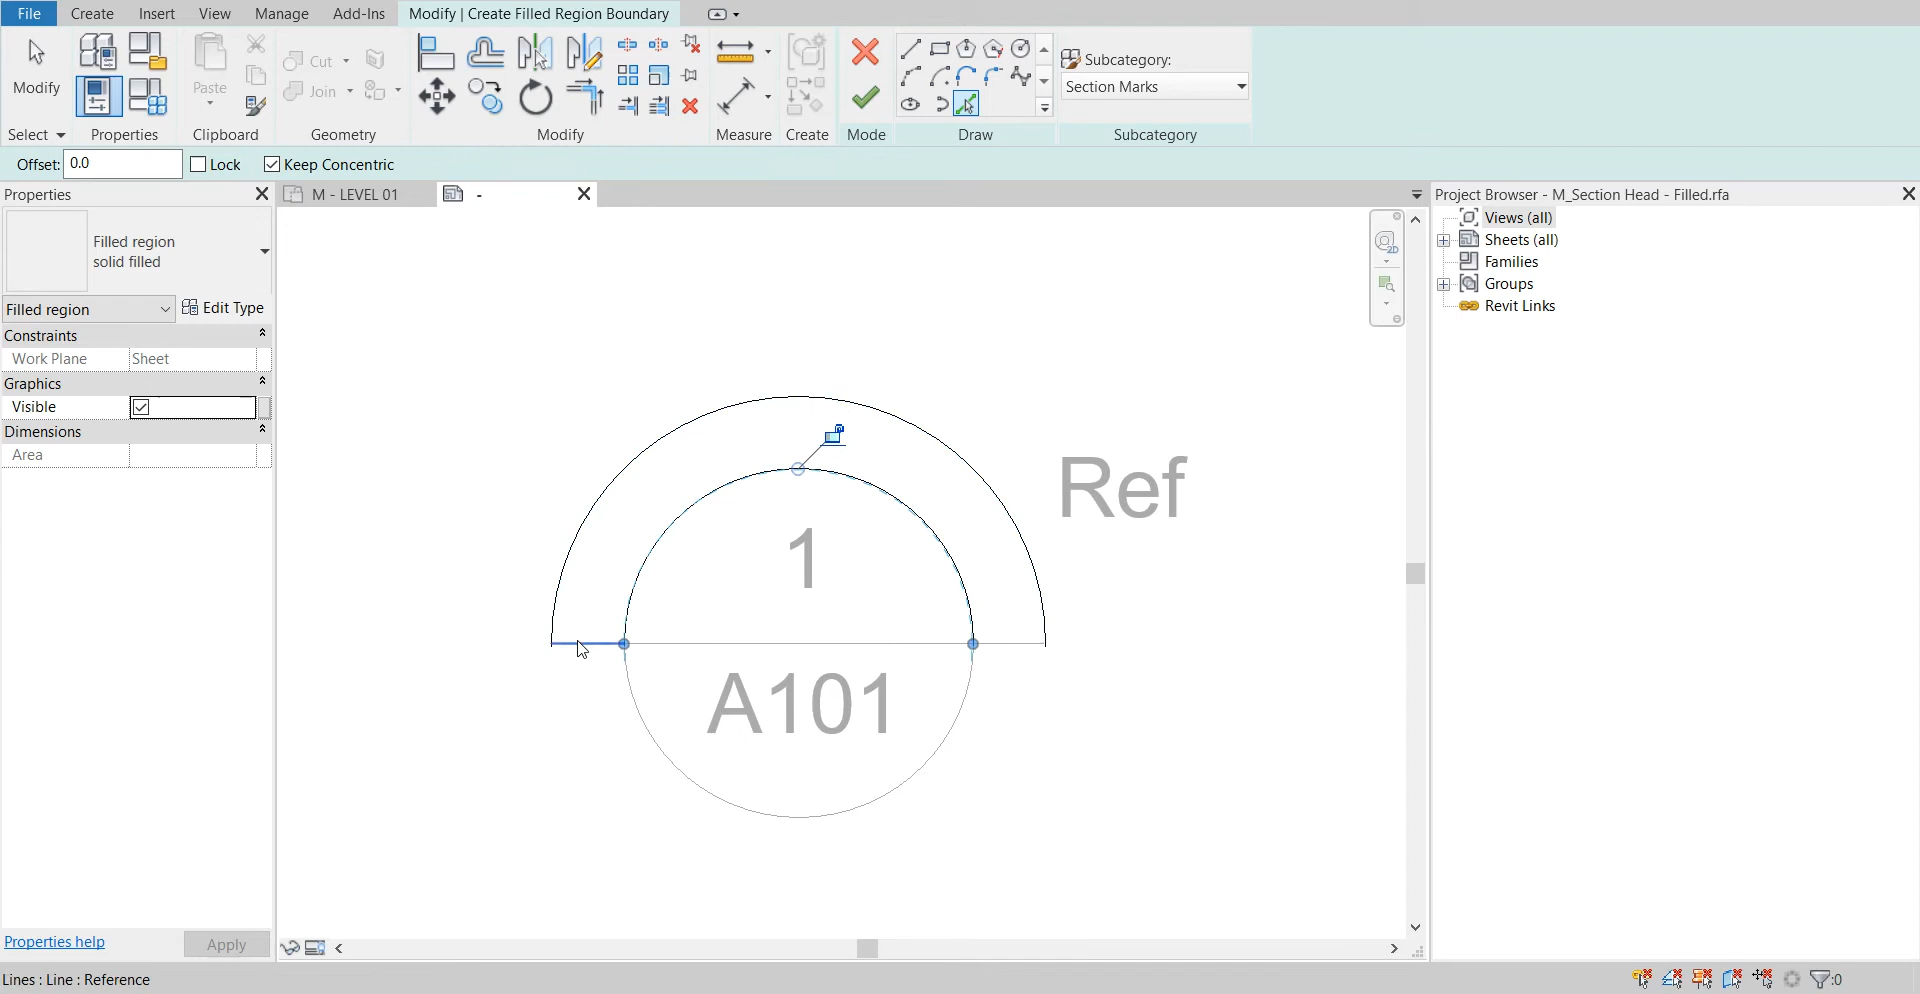 File Create Insert View Manage Add-Ins Modify | Create Filled Region Boundary
Modify
Paste
Cut
Join
Subcategory:
Section Marks
Select Properties Clipboard Geometry Modify Measure Create Mode Draw Subcategory
Offset: 0.0 Lock Keep Concentric
Properties
M - LEVEL 01
-
Project Browser - M_Section Head - Filled.rfa
Filled region
solid filled
Filled region Edit Type
Constraints
Work Plane Sheet
Graphics
Visible
Dimensions
Area
2D
Views (all)
Sheets (all)
Families
Groups
Revit Links
Ref
1
A101
Properties help Apply
Lines : Line : Reference
:0